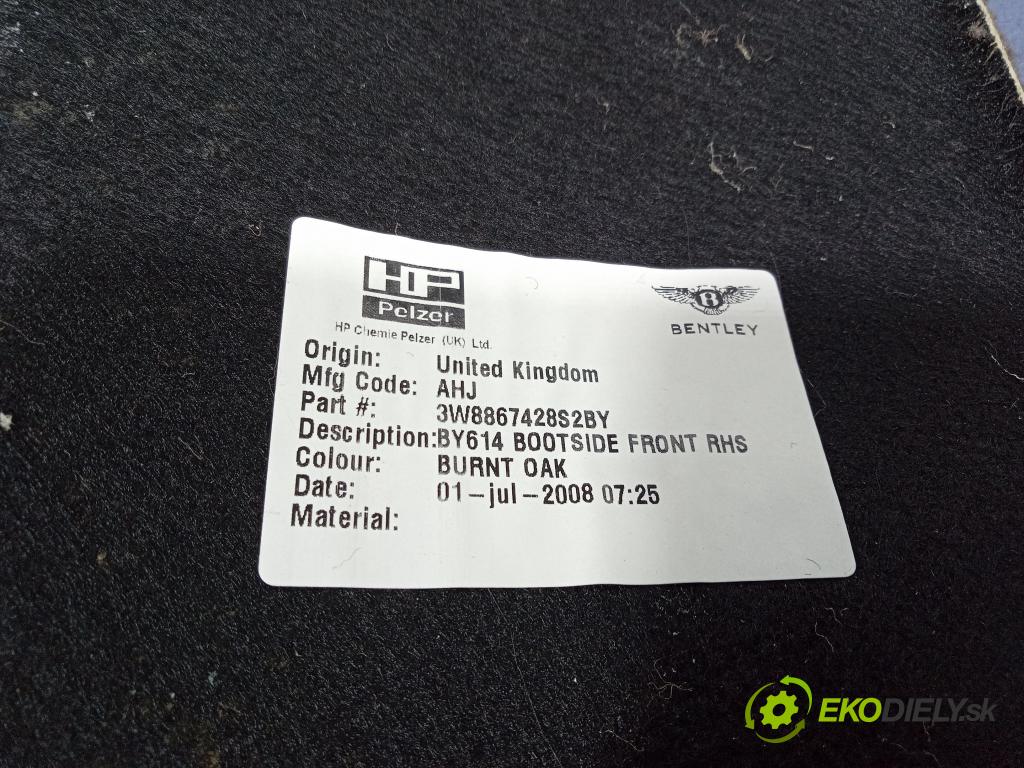 HP
Pelzer
HP Chemie Pelzer (UK) Ltd.
B
BENTLEY
Origin: United Kingdom
Mfg Code: AHJ
Part #: 3W8867428S2BY
Description:BY614 BOOTSIDE FRONT RHS
Colour: BURNT OAK
Date: 01-jul-2008 07:25
Material:
EKODIELY.sk